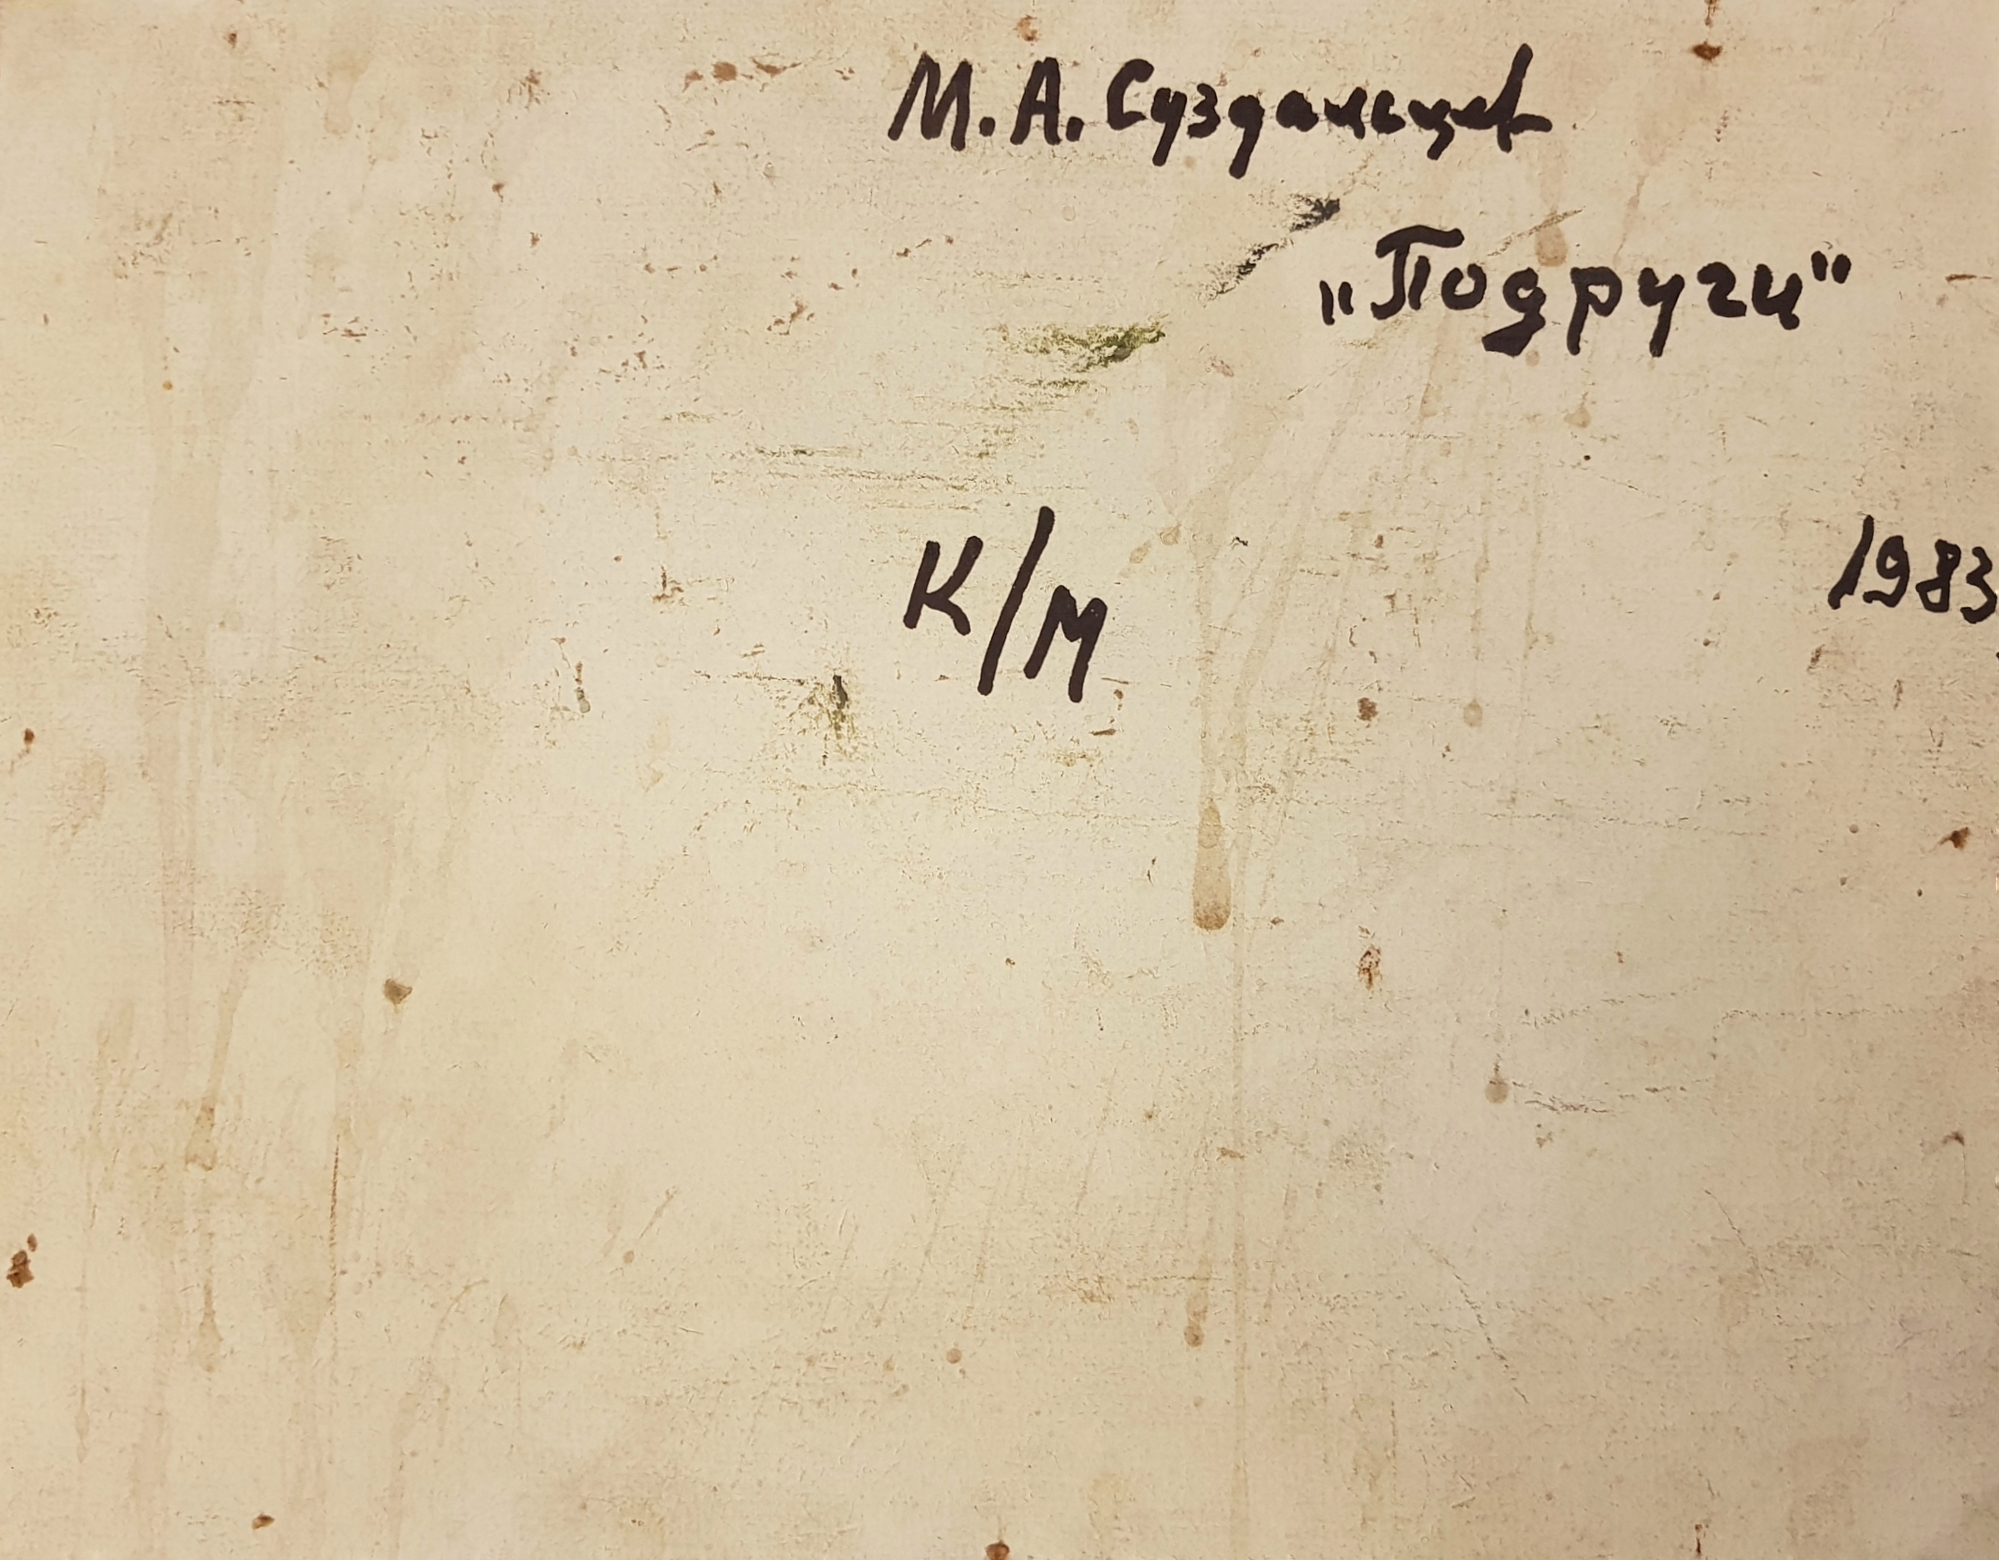 М. А. Суздальцев
„Подруги"
К/м 1983